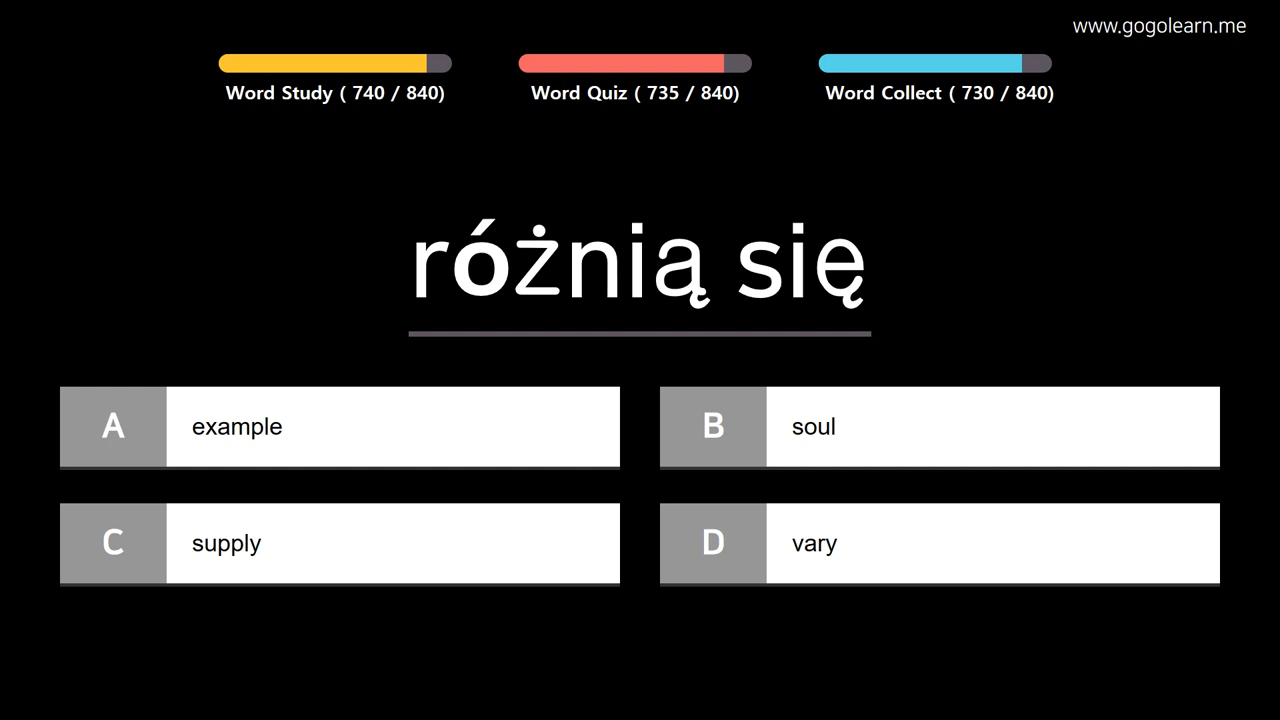 www.gogolearn.me
Word Study ( 740 / 840)
Word Quiz ( 735 / 840)
Word Collect ( 730 / 840)
różnią się
A example
B soul
C supply
D vary